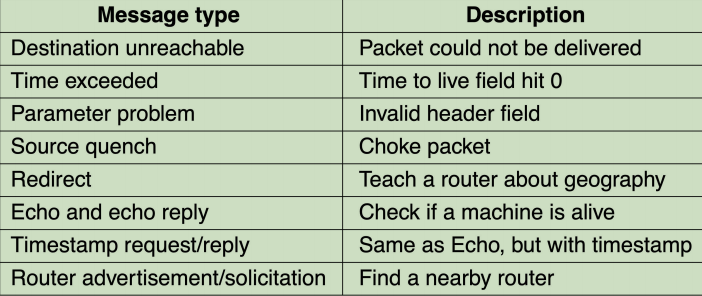 Message type Description
Destination unreachable Packet could not be delivered
Time exceeded Time to live field hit 0
Parameter problem Invalid header field
Source quench Choke packet
Redirect Teach a router about geography
Echo and echo reply Check if a machine is alive
Timestamp request/reply Same as Echo, but with timestamp
Router advertisement/solicitation Find a nearby router